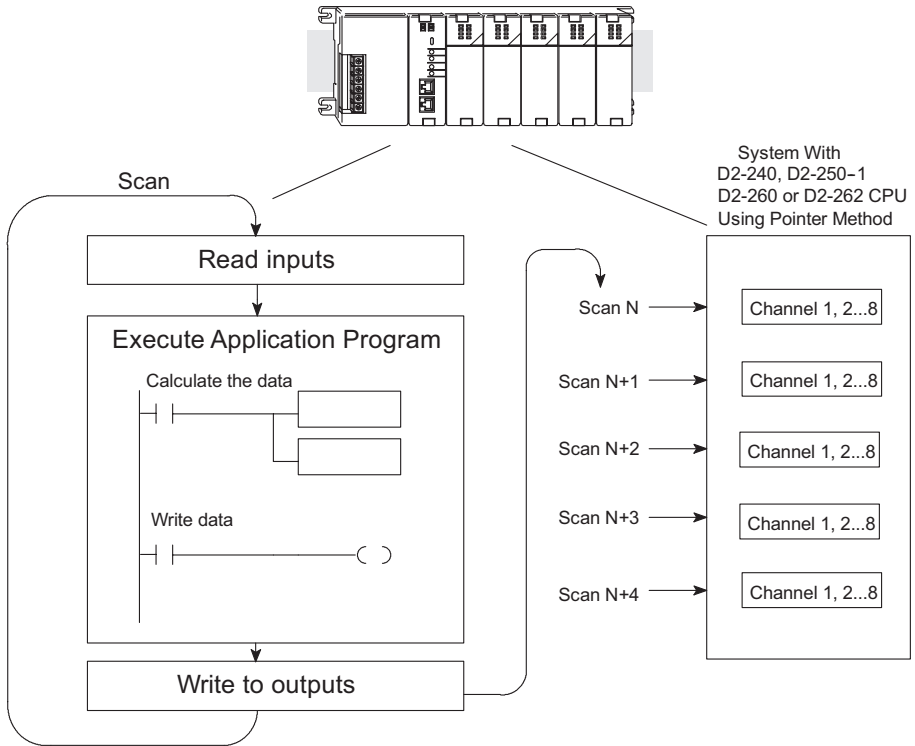 System With
D2-240, D2-250-1
D2-260 or D2-262 CPU
Using Pointer Method
Scan
Read inputs
Execute Application Program
Calculate the data
Write data
Write to outputs
Scan N
Channel 1, 2...8
Scan N+1
Channel 1, 2...8
Scan N+2
Channel 1, 2...8
Scan N+3
Channel 1, 2...8
Scan N+4
Channel 1, 2...8